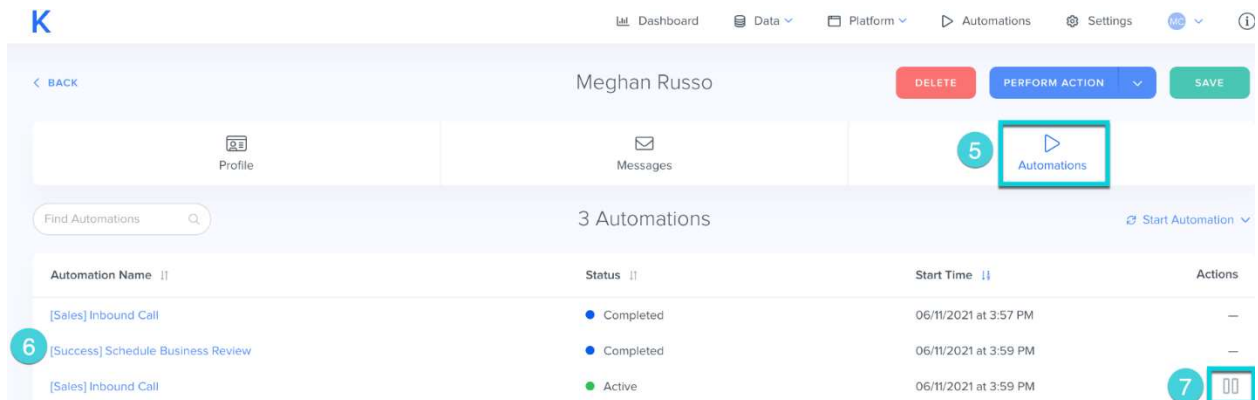 K
Dashboard Data Platform Automations Settings MC i
BACK
Meghan Russo
DELETE PERFORM ACTION SAVE
Profile Messages 5 Automations
Find Automations 3 Automations Start Automation
Automation Name Status Start Time Actions
[Sales] Inbound Call Completed 06/11/2021 at 3:57 PM —
6 [Success] Schedule Business Review Completed 06/11/2021 at 3:59 PM —
[Sales] Inbound Call Active 06/11/2021 at 3:59 PM 7